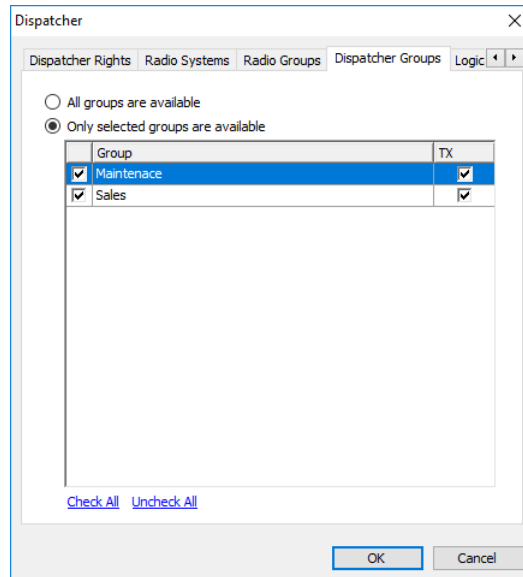 Dispatcher
Dispatcher Rights Radio Systems Radio Groups Dispatcher Groups Logic
All groups are available
Only selected groups are available
Group TX
Maintenace
Sales
Check All Uncheck All
OK Cancel